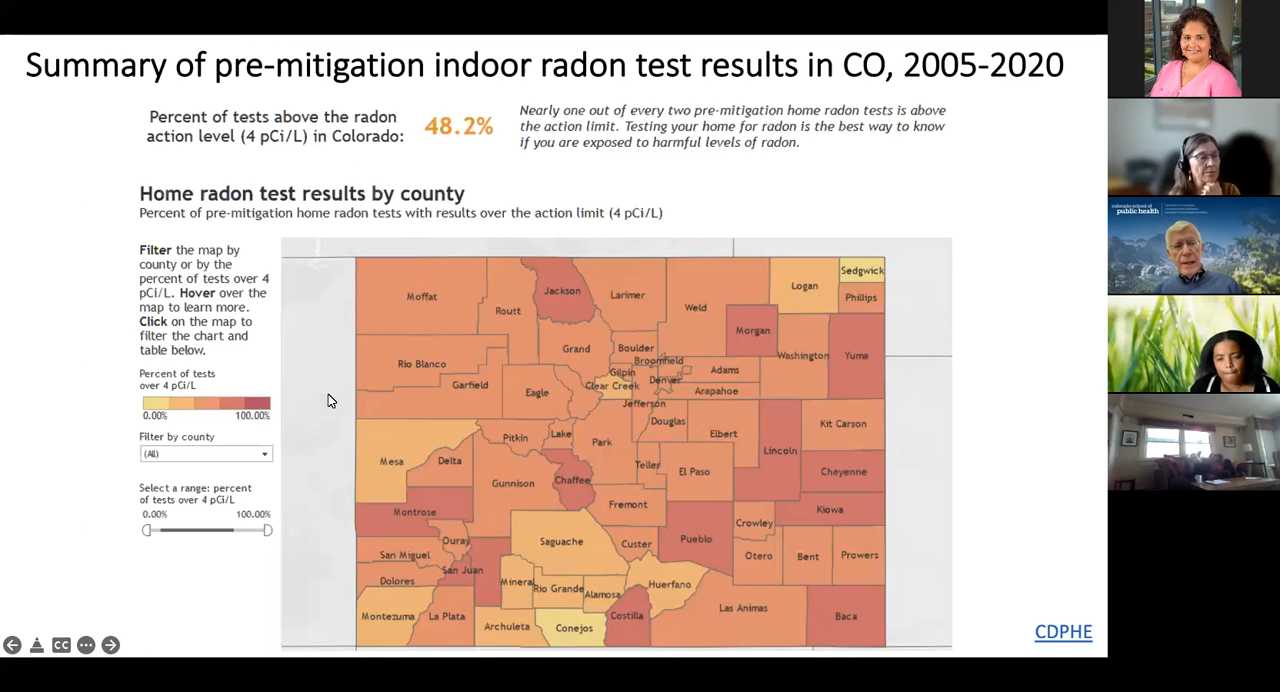 Summary of pre-mitigation indoor radon test results in CO, 2005-2020
Percent of tests above the radon
action level (4 pCi/L) in Colorado:
48.2%
Nearly one out of every two pre-mitigation home radon tests is above
the action limit. Testing your home for radon is the best way to know
if you are exposed to harmful levels of radon.
Home radon test results by county
Percent of pre-mitigation home radon tests with results over the action limit (4 pCi/L)
Filter the map by
county or by the
percent of tests over 4
pCi/L. Hover over the
map to learn more.
Click on the map to
filter the chart and
table below.
Percent of tests
over 4 pCi/L
0.00% 100.00%
Filter by county
(All)
Select a range: percent
of tests over 4 pCi/L
0.00% 100.00%
Sedgwick
Logan
Jackson
Moffat
Larimer
Phillips
Weld
Routt
Morgan
Grand
Boulder
Washington
Yuma
Broomfield
Rio Blanco
Gilpin
Adams
Denver
Garfield
Clear Creek
Eagle
Arapahoe
Jefferson
Douglas
Kit Carson
Lake
Elbert
Pitkin
Park
Lincoln
Mesa
Delta
Teller
El Paso
Cheyenne
Gunnison
Chaffee
Fremont
Montrose
Kiowa
Crowley
Ouray
Saguache
Custer
Pueblo
San Miguel
Otero
Bent
Prowers
San Juan
Dolores
Mineral
Rio Grande
Alamosa
Huerfano
Las Animas
Montezuma
La Plata
Costilla
Baca
Archuleta
Conejos
CDPHE
CC
colorado school of
public health